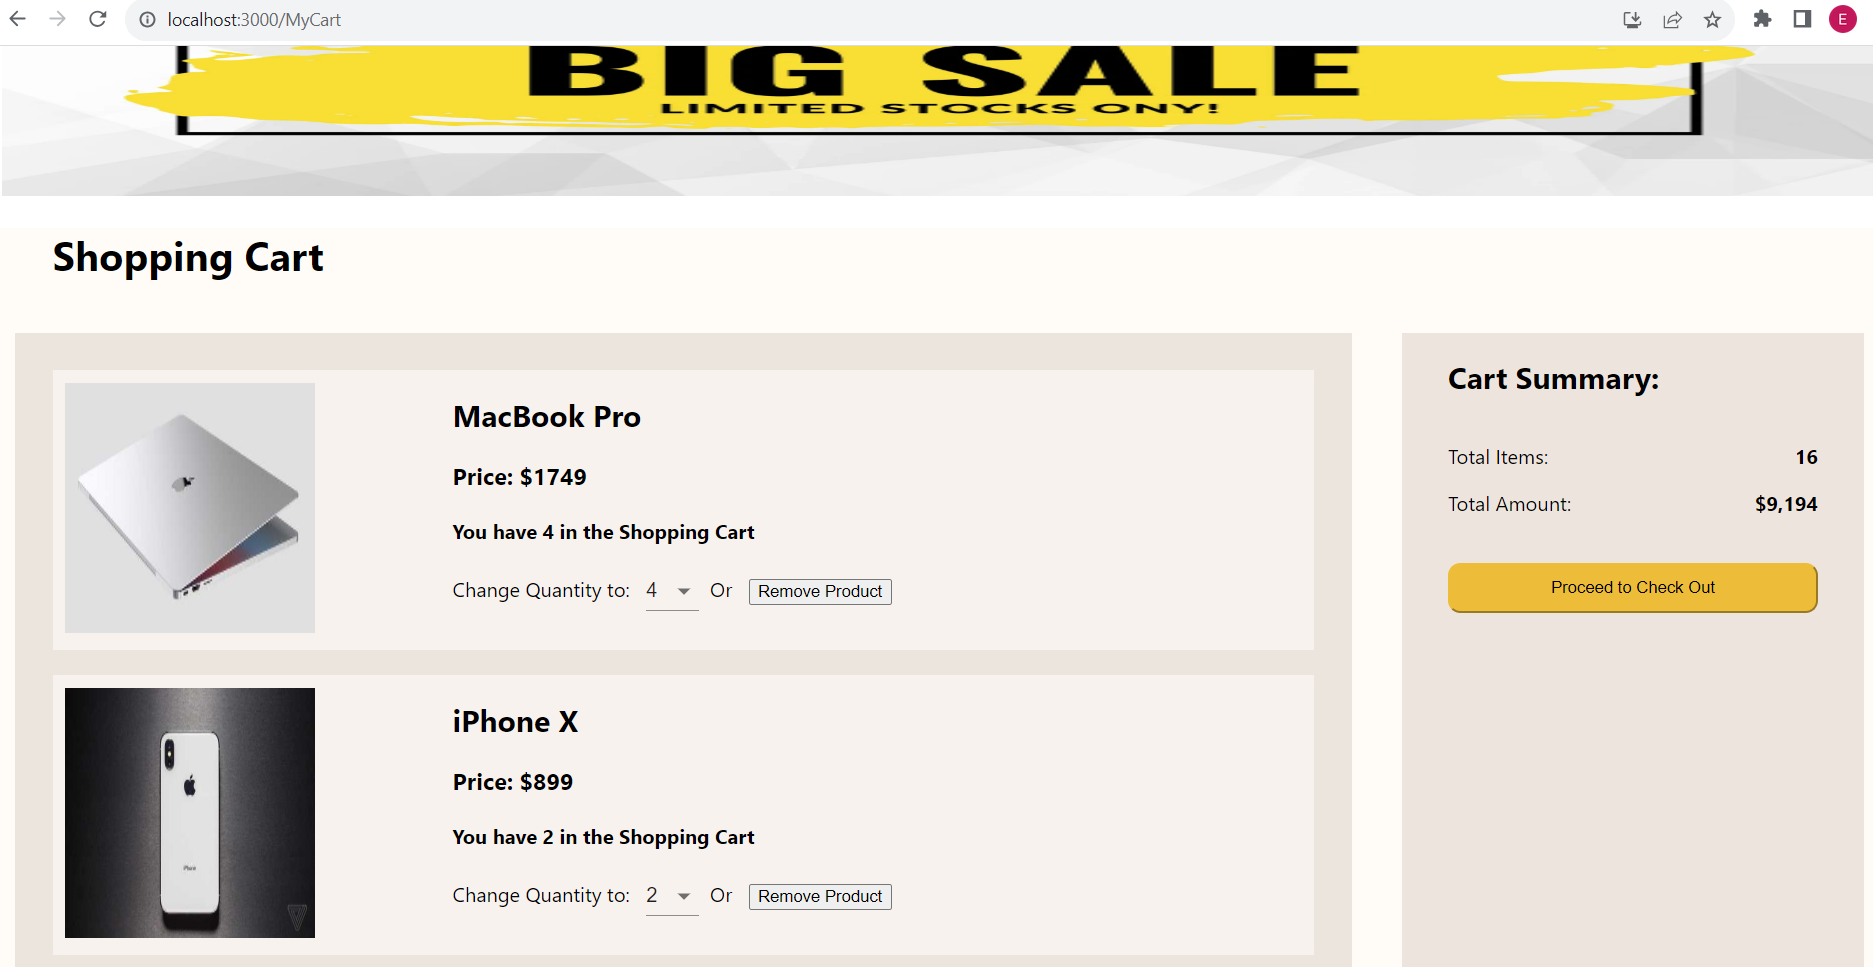 localhost:3000/MyCart
E
BIG SALE
LIMITED STOCKS ONY!
Shopping Cart
MacBook Pro
Price: $1749
You have 4 in the Shopping Cart
Change Quantity to: 4 Or Remove Product
iPhone X
Price: $899
You have 2 in the Shopping Cart
Change Quantity to: 2 Or Remove Product
iPhone
Cart Summary:
Total Items: 16
Total Amount: $9,194
Proceed to Check Out